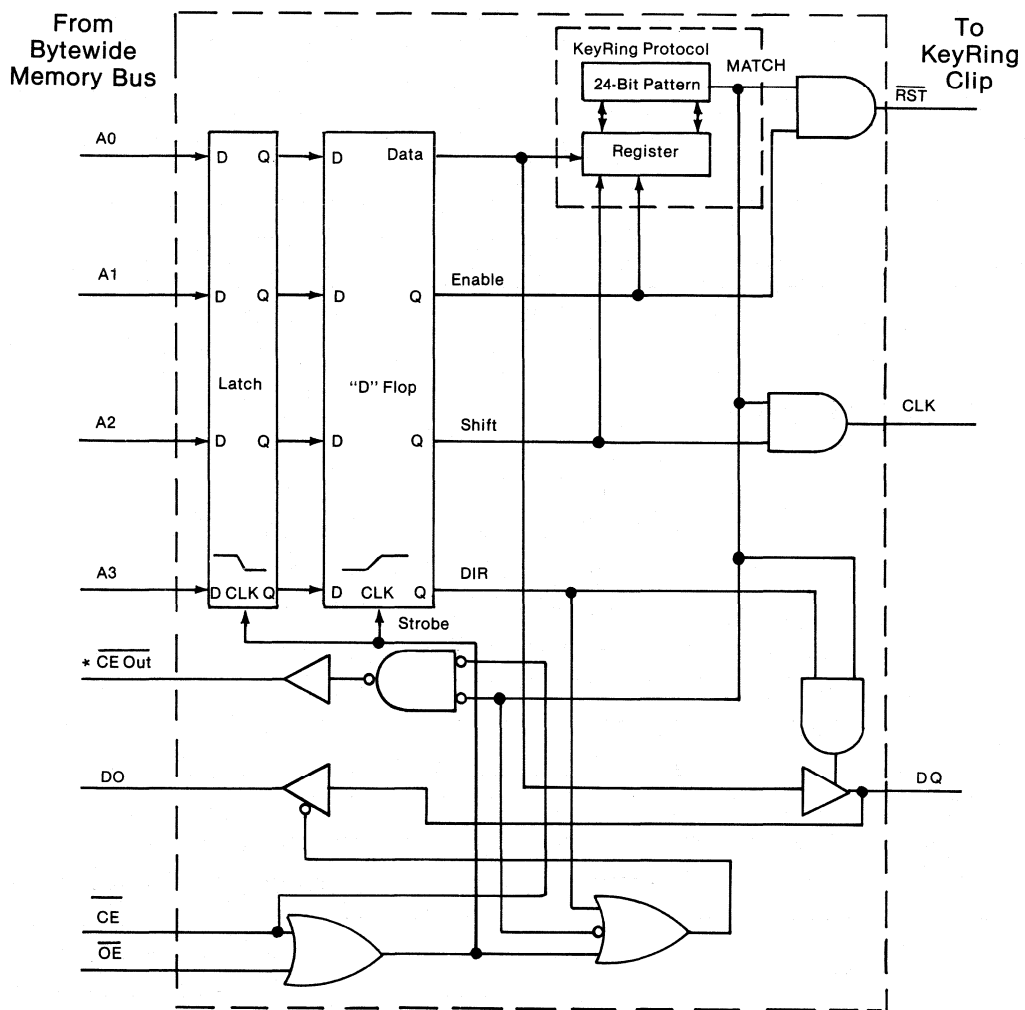 From
Bytewide
Memory Bus
To
KeyRing
Clip
KeyRing Protocol
24-Bit Pattern
MATCH
Register
RST
A0
D Q
D Data
A1
D Q
D Q
Enable
Latch
"D" Flop
A2
D Q
D Q
Shift
CLK
A3
D CLK Q
D CLK Q
DIR
Strobe
* CE Out
DO
DQ
CE
OE